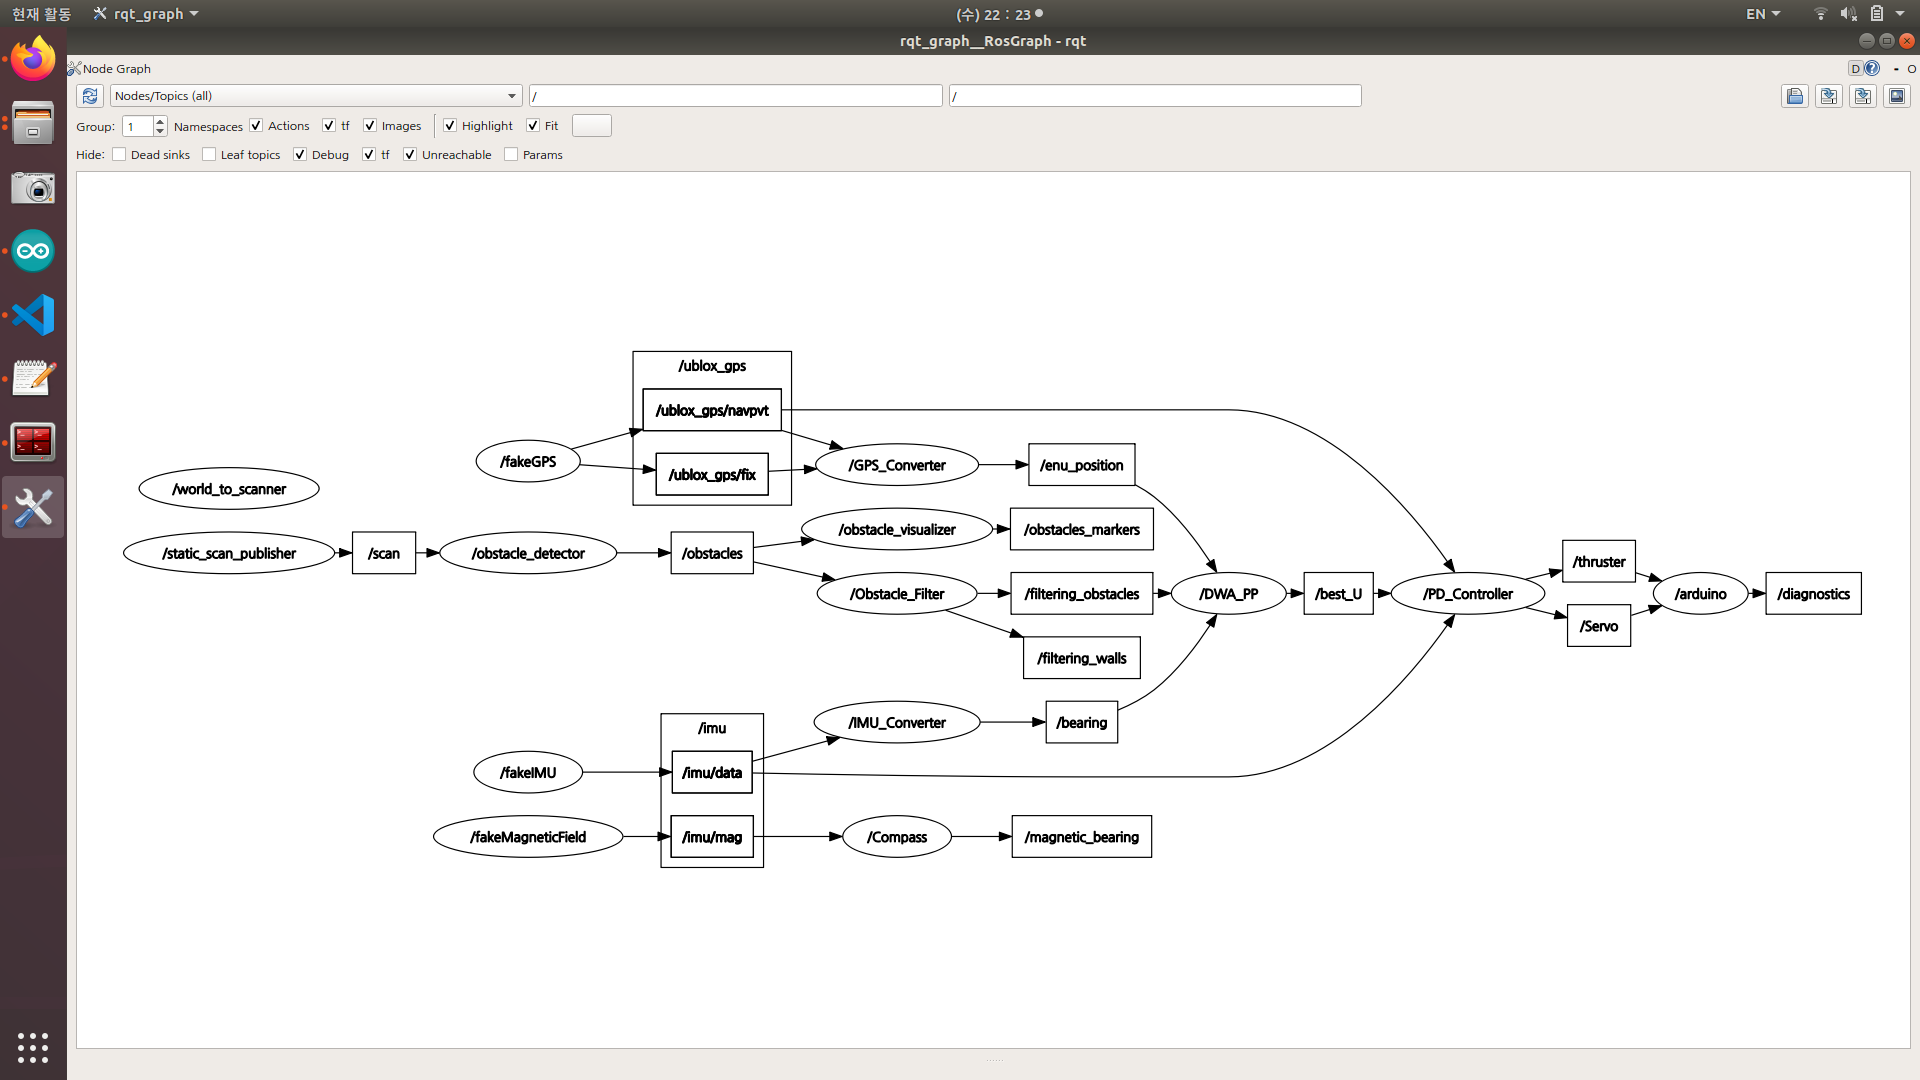 현재 활동
rqt_graph
(수) 22 : 23
EN
rqt_graph__RosGraph - rqt
Node Graph
D
?
-
O
Nodes/Topics (all)
/
/
Group:
1
Namespaces
Actions
tf
Images
Highlight
Fit
Hide:
Dead sinks
Leaf topics
Debug
tf
Unreachable
Params
/ublox_gps
/ublox_gps/navpvt
/fakeGPS
/ublox_gps/fix
/GPS_Converter
/enu_position
/world_to_scanner
/static_scan_publisher
/scan
/obstacle_detector
/obstacles
/obstacle_visualizer
/obstacles_markers
/Obstacle_Filter
/filtering_obstacles
/DWA_PP
/best_U
/PD_Controller
/thruster
/Servo
/arduino
/diagnostics
/filtering_walls
/imu
/IMU_Converter
/bearing
/fakeIMU
/imu/data
/fakeMagneticField
/imu/mag
/Compass
/magnetic_bearing